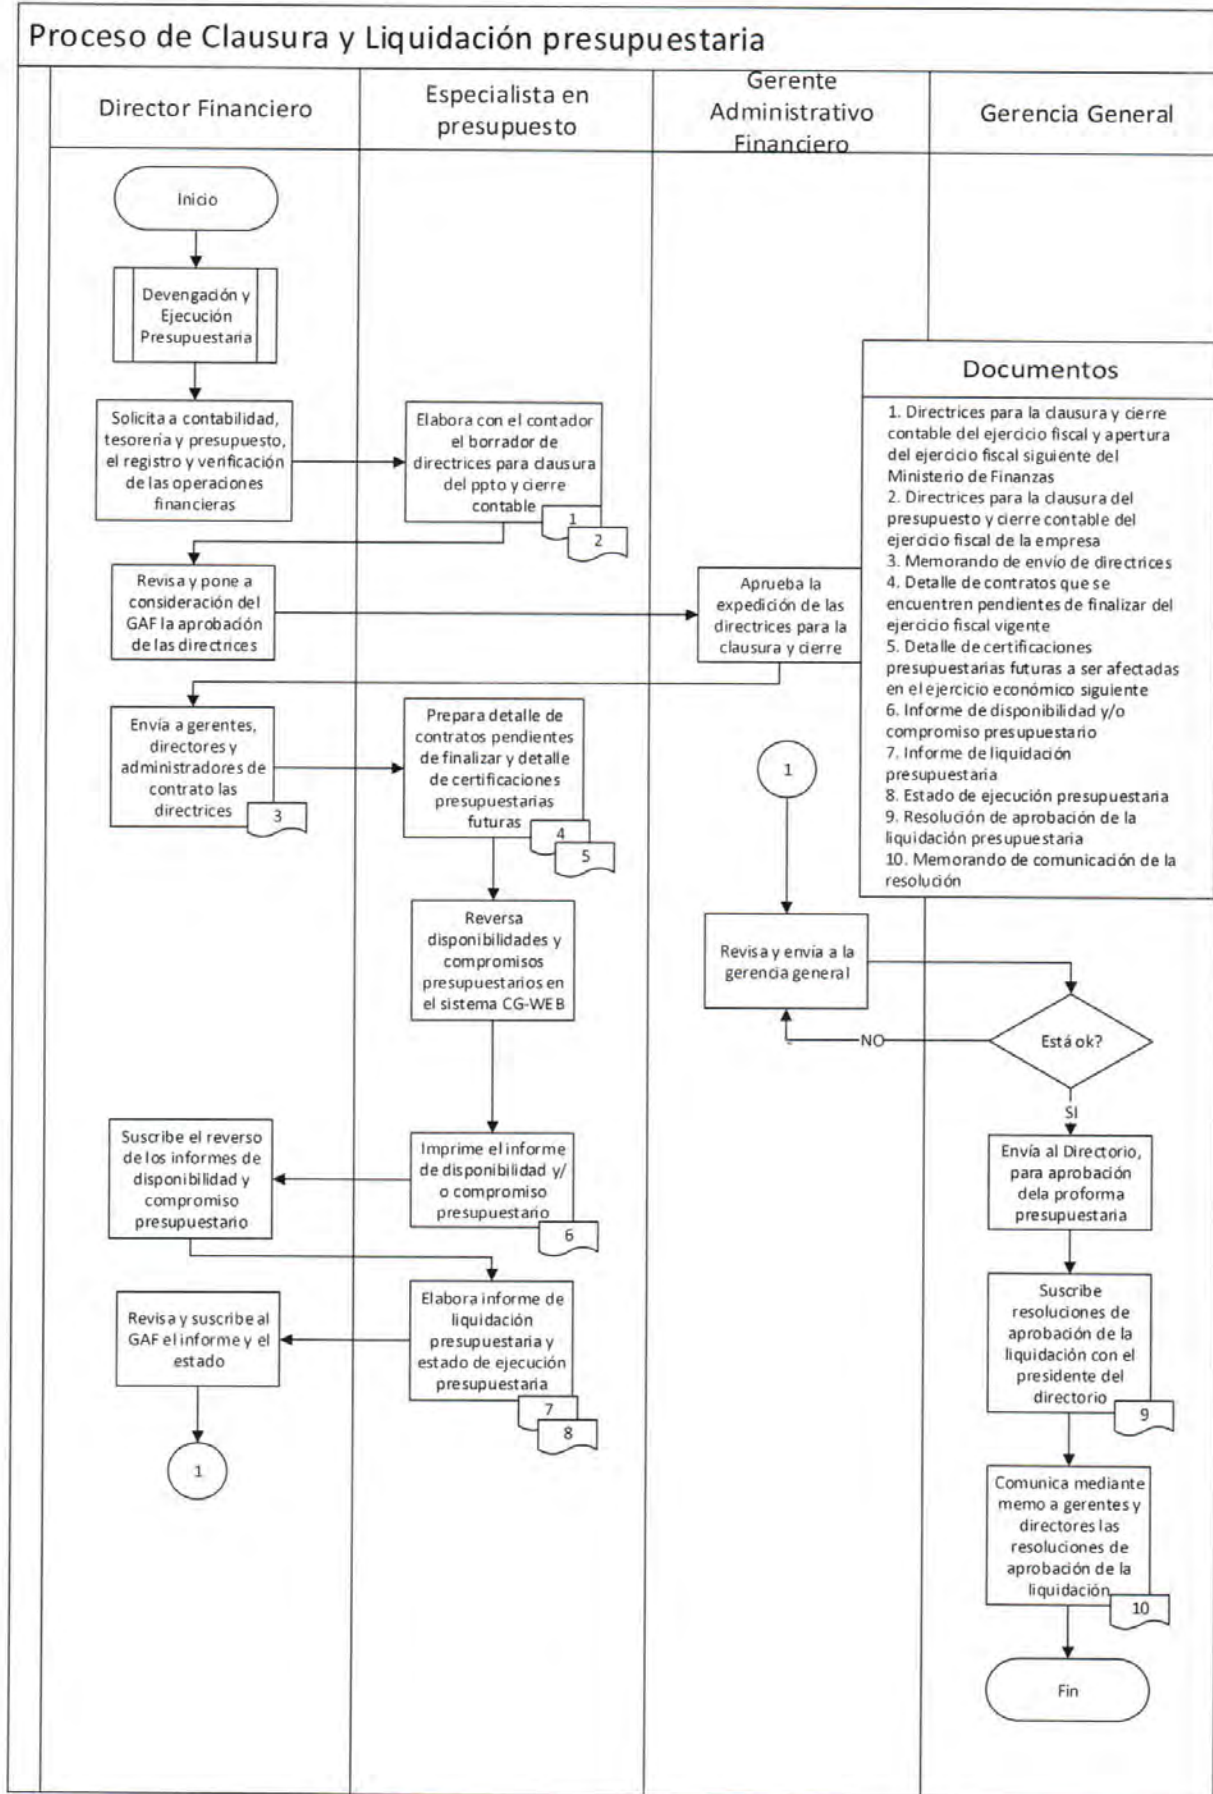 Proceso de Clausura y Liquidación presupuestaria
Director Financiero
Especialista en
presupuesto
Gerente
Administrativo
Financiero
Gerencia General
Inicio
Devengación y
Ejecución
Presupuestaria
Solicita a contabilidad,
tesorería y presupuesto,
el registro y verificación
de las operaciones
financieras
Elabora con el contador
el borrador de
directrices para clausura
del ppto y cierre
contable
1
2
Revisa y pone a
consideración del
GAF la aprobación
de las directrices
Aprueba la
expedición de las
directrices para la
clausura y cierre
Envía a gerentes,
directores y
administradores de
contrato las
directrices
3
Prepara detalle de
contratos pendientes
de finalizar y detalle
de certificaciones
presupuestarias
futuras
4
5
Reversa
disponibilidades y
compromisos
presupuestarios en
el sistema CG-WEB
Imprime el informe
de disponibilidad y/
o compromiso
presupuestario
6
Suscribe el reverso
de los informes de
disponibilidad y
compromiso
presupuestario
Elabora informe de
liquidación
presupuestaria y
estado de ejecución
presupuestaria
7
8
Revisa y suscribe al
GAF el informe y el
estado
1
1
Revisa y envía a la
gerencia general
Está ok?
NO
SI
Envía al Directorio,
para aprobación
dela proforma
presupuestaria
Suscribe
resoluciones de
aprobación de la
liquidación con el
presidente del
directorio
9
Comunica mediante
memo a gerentes y
directores las
resoluciones de
aprobación de la
liquidación
10
Fin
Documentos
1. Directrices para la clausura y cierre
contable del ejercicio fiscal y apertura
del ejercicio fiscal siguiente del
Ministerio de Finanzas
2. Directrices para la clausura del
presupuesto y cierre contable del
ejercicio fiscal de la empresa
3. Memorando de envío de directrices
4. Detalle de contratos que se
encuentren pendientes de finalizar del
ejercicio fiscal vigente
5. Detalle de certificaciones
presupuestarias futuras a ser afectadas
en el ejercicio económico siguiente
6. Informe de disponibilidad y/o
compromiso presupuestario
7. Informe de liquidación
presupuestaria
8. Estado de ejecución presupuestaria
9. Resolución de aprobación de la
liquidación presupuestaria
10. Memorando de comunicación de la
resolución